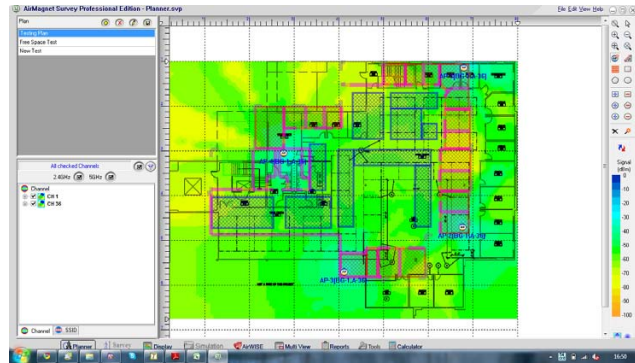 AirMagnet Survey Professional Edition - Planner.svp
File Edit View Help
Plan
Testing Plan
Free Space Test
New Test
All checked Channels
2.4GHz 5GHz
Channel
CH 1
CH 36
Channel SSID
Signal
(dBm)
0
-10
-20
-30
-40
-50
-60
-70
-80
-90
-100
Planner Survey Display Simulation AirWISE Multi View Reports Tools Calculator
16:50